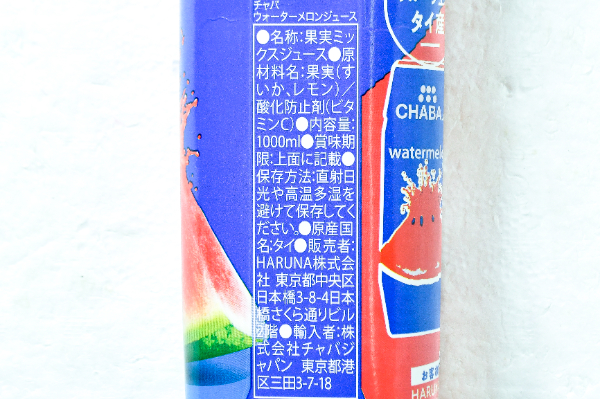 チャバ
ウォーターメロンジュース
●名称:果実ミッ
クスジュース●原
材料名:果実(す
いか、レモン)/
酸化防止剤(ビタ
ミンC)●内容量:
1000ml●賞味期
限:上面に記載●
保存方法:直射日
光や高温多湿を
避けて保存してく
ださい。●原産国
名:タイ●販売者:
HARUNA株式会
社 東京都中央区
日本橋3-8-4日本
橋さくら通りビル
2階●輸入者:株
式会社チャバジ
ャパン 東京都港
区三田3-7-18
タイ産
CHABA
watermel
お客
HARUN